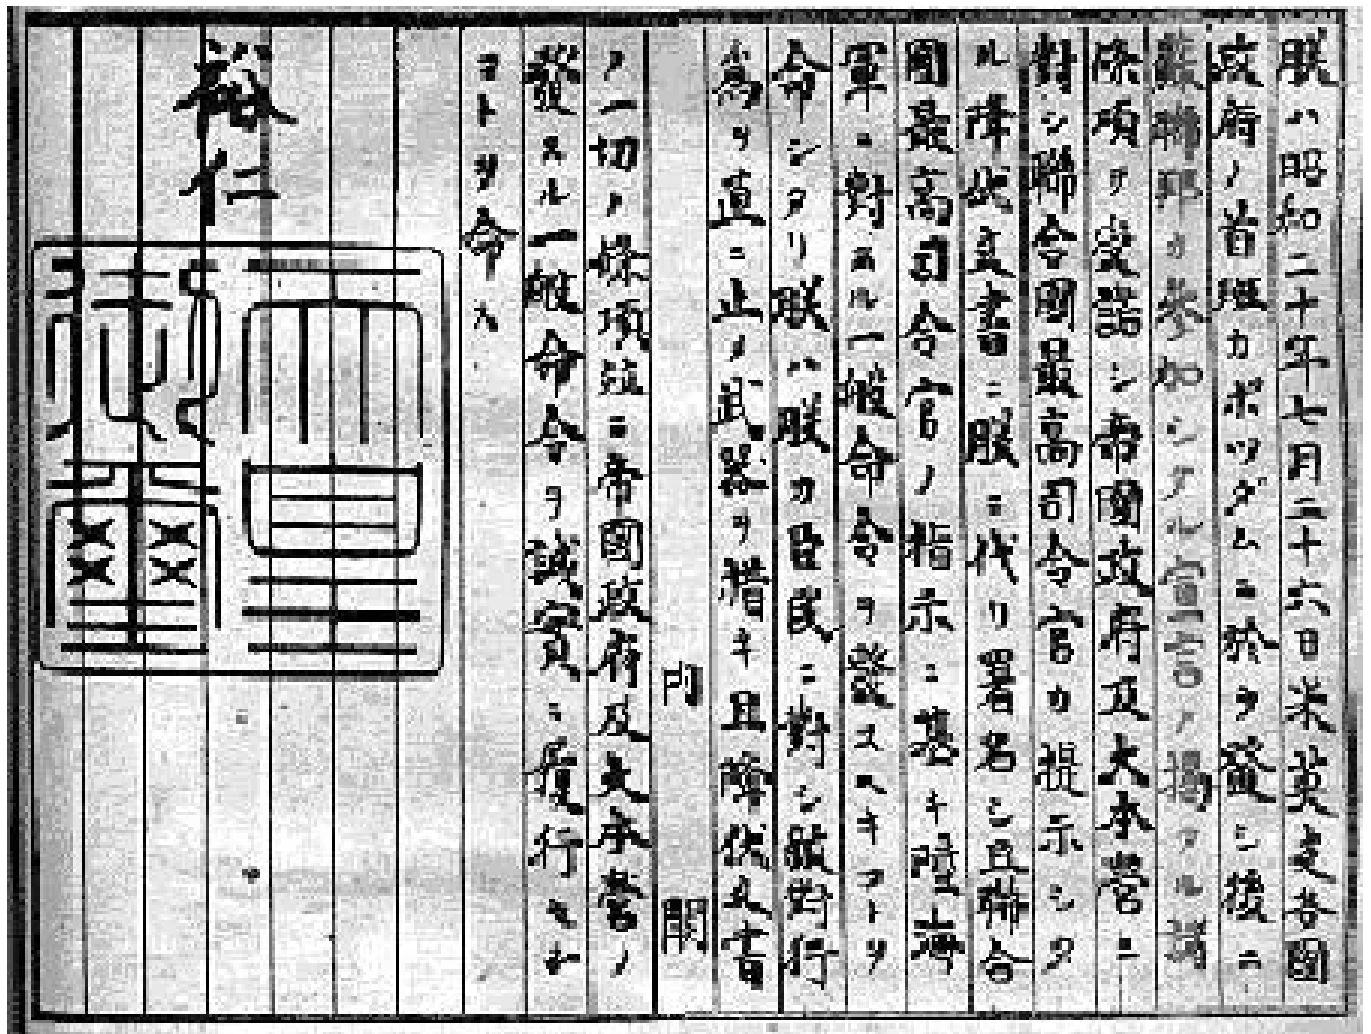 朕ハ昭和二十年七月二十六日米英支各國
政府ノ首班カポツダムニ於テ發シ後ニ
蘇聯邦カ參加シタル宣言ノ掲クル諸
條項ヲ受諾シ帝國政府及大本營ニ
對シ聯合國最高司令官カ提示シタ
ル降伏文書ニ朕ニ代リ署名シ且聯合
國最高司令官ノ指示ニ基キ陸海
軍ニ對スル一般命令ヲ發スヘキコトヲ
命シタリ朕ハ朕カ臣民ニ對シ敵對行
爲ヲ直ニ止メ武器ヲ措キ且降伏文書
内閣
ノ一切ノ條項竝ニ帝國政府及大本營ノ
發スル一般命令ヲ誠實ニ履行セム
コトヲ命ス
裕仁
天皇
御璽